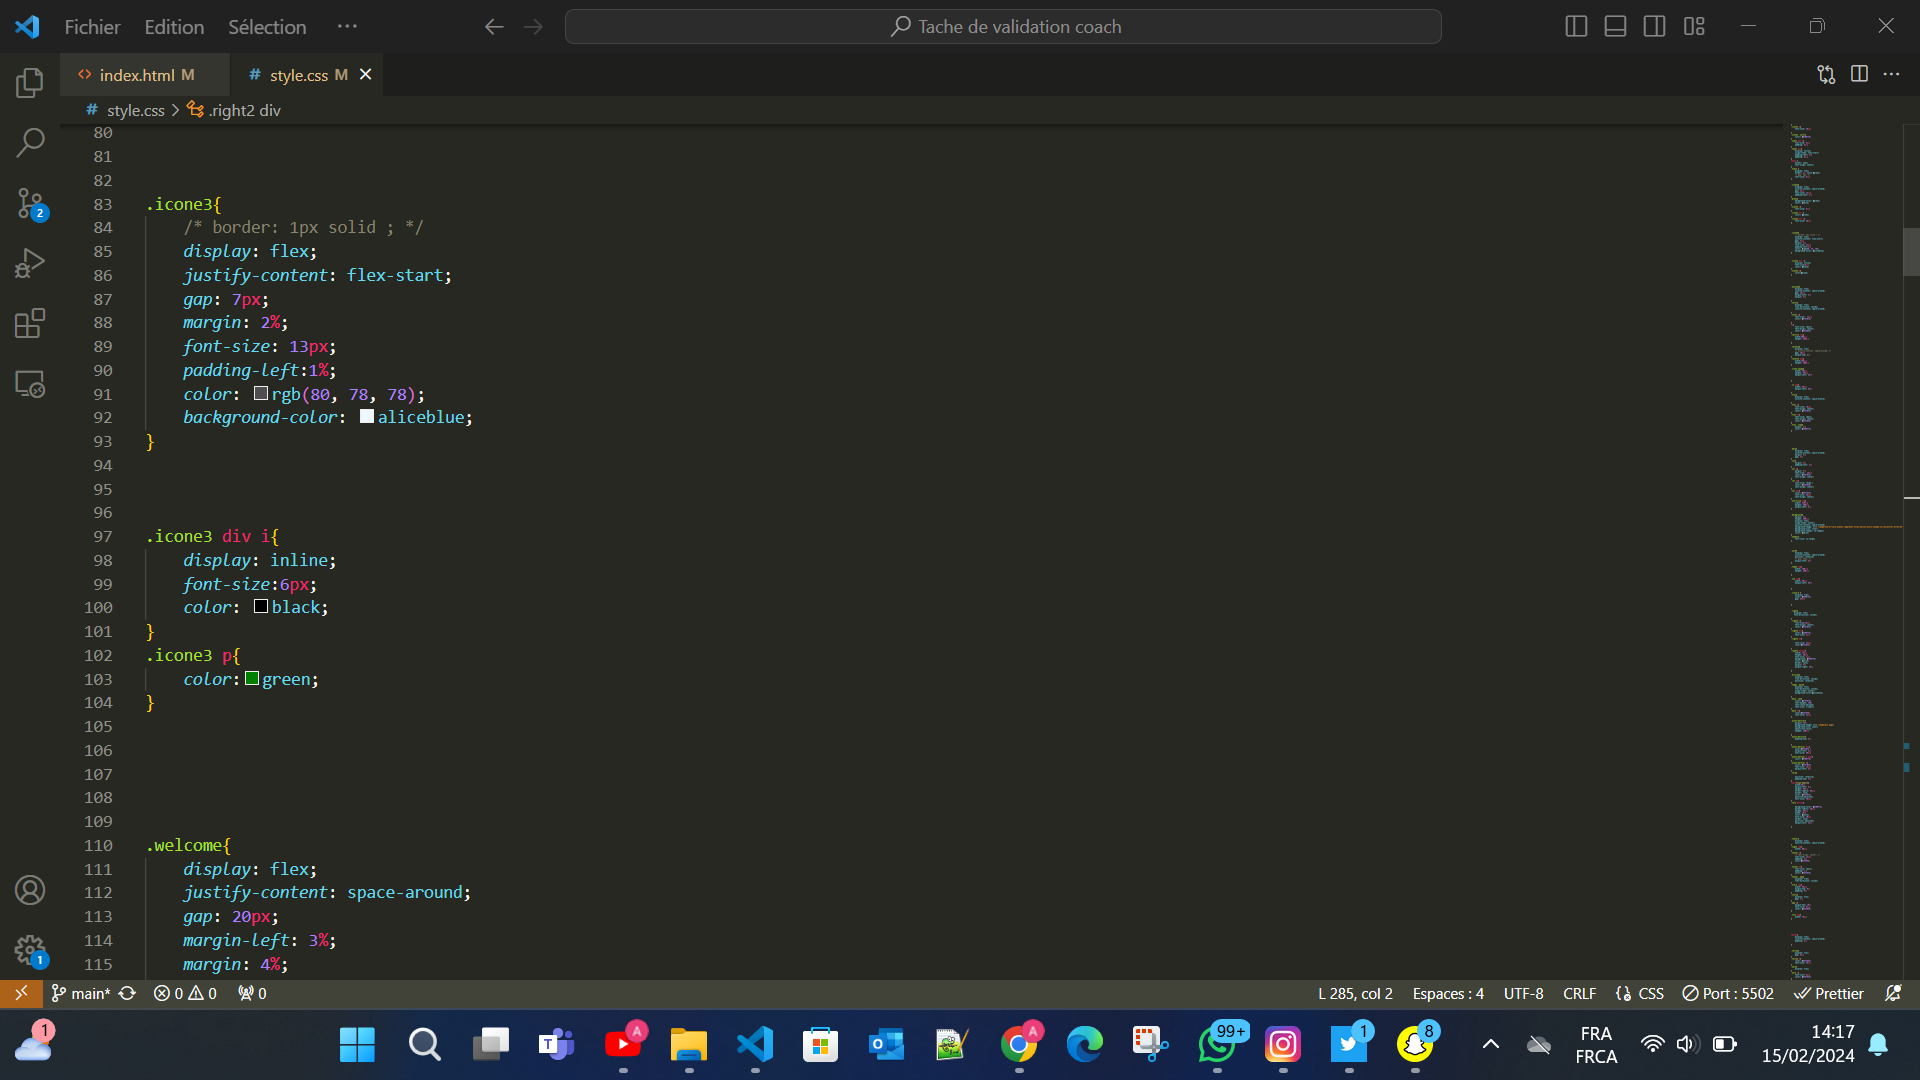 Fichier Edition Sélection ··· Tache de validation coach
index.html M # style.css M
# style.css > .right2 div
80
81
82
83 .icone3{
84 /* border: 1px solid ; */
85 display: flex;
86 justify-content: flex-start;
87 gap: 7px;
88 margin: 2%;
89 font-size: 13px;
90 padding-left:1%;
91 color: rgb(80, 78, 78);
92 background-color: aliceblue;
93 }
94
95
96
97 .icone3 div i{
98 display: inline;
99 font-size:6px;
100 color: black;
101 }
102 .icone3 p{
103 color: green;
104 }
105
106
107
108
109
110 .welcome{
111 display: flex;
112 justify-content: space-around;
113 gap: 20px;
114 margin-left: 3%;
115 margin: 4%;
2
1
main* 0 0 0 L 285, col 2 Espaces : 4 UTF-8 CRLF CSS Port : 5502 Prettier
1 A A 99+ 1 8 FRA 14:17
FRCA 15/02/2024